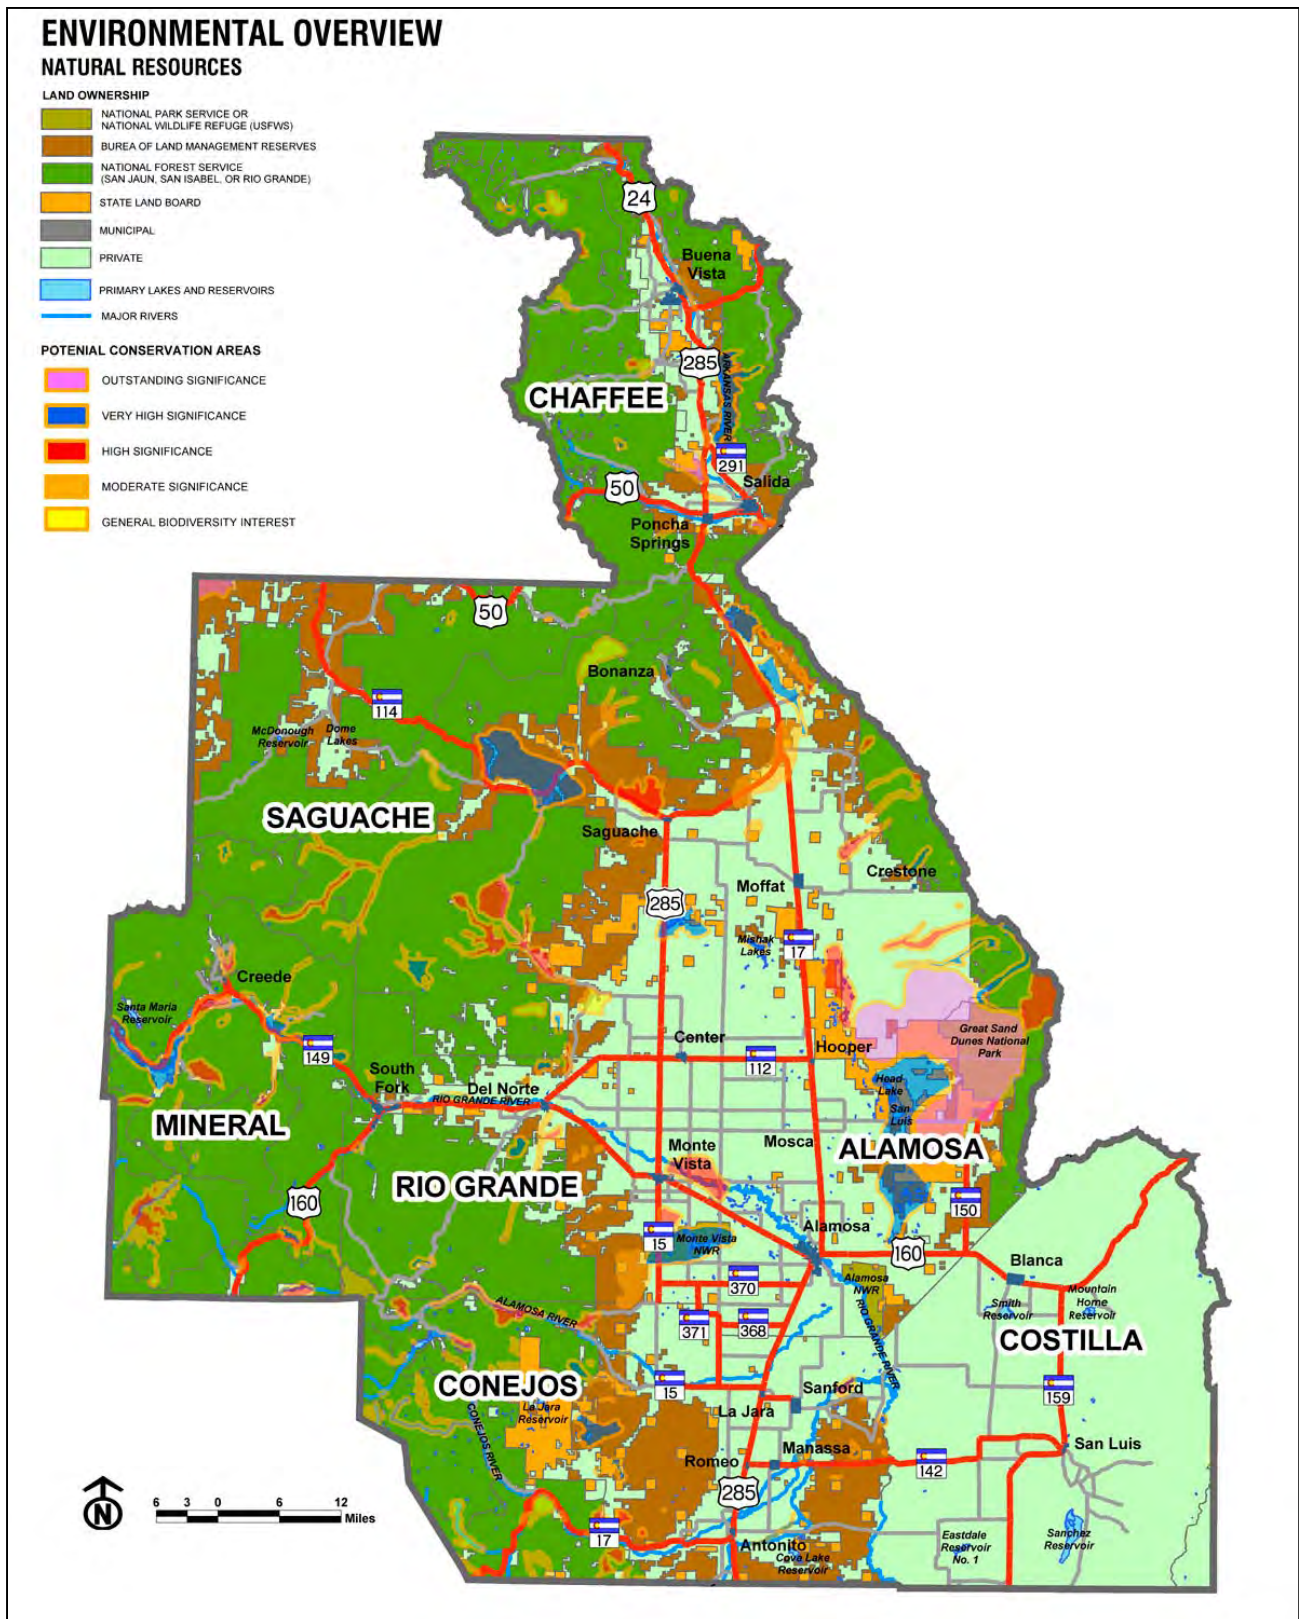 ENVIRONMENTAL OVERVIEW
NATURAL RESOURCES
LAND OWNERSHIP
NATIONAL PARK SERVICE OR
NATIONAL WILDLIFE REFUGE (USFWS)
BUREA OF LAND MANAGEMENT RESERVES
NATIONAL FOREST SERVICE
(SAN JAUN, SAN ISABEL, OR RIO GRANDE)
STATE LAND BOARD
MUNICIPAL
PRIVATE
PRIMARY LAKES AND RESERVOIRS
MAJOR RIVERS
POTENIAL CONSERVATION AREAS
OUTSTANDING SIGNIFICANCE
VERY HIGH SIGNIFICANCE
HIGH SIGNIFICANCE
MODERATE SIGNIFICANCE
GENERAL BIODIVERSITY INTEREST
24
Buena
Vista
285
ARKANSAS RIVER
CHAFFEE
291
Salida
50
Poncha
Springs
50
Bonanza
114
McDonough
Reservoir
Dome
Lakes
SAGUACHE
Saguache
Crestone
Moffat
285
Mishak
Lakes
17
Creede
Santa Maria
Reservoir
149
Center
Hooper
112
Great Sand
Dunes National
Park
South
Fork
Del Norte
RIO GRANDE RIVER
Head
Lake
San
Luis
MINERAL
Monte
Vista
Mosca
ALAMOSA
RIO GRANDE
160
150
15
Monte Vista
NWR
Alamosa
160
Blanca
370
Alamosa
NWR
Smith
Reservoir
Mountain
Home
Reservoir
ALAMOSA RIVER
371
368
RIO GRANDE RIVER
COSTILLA
CONEJOS
15
Sanford
159
La Jara
Reservoir
La Jara
CONEJOS RIVER
Manassa
San Luis
Romeo
142
285
6 3 0 6 12
Miles
N
17
Antonito
Cove Lake
Reservoir
Eastdale
Reservoir
No. 1
Sanchez
Reservoir